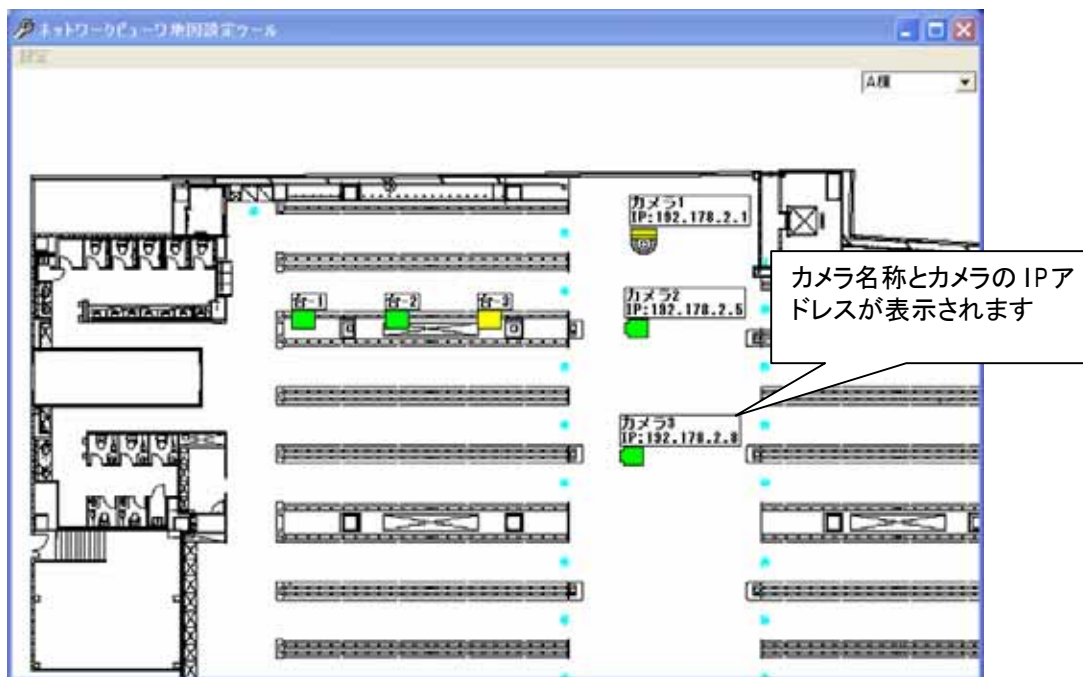 ネットワークビューワ地図設定ツール
設定
A棟
カメラ1
IP:192.178.2.1
カメラ2
IP:192.178.2.5
台-1
台-2
台-3
カメラ名称とカメラの IP ア
ドレスが表示されます
カメラ3
IP:192.178.2.8